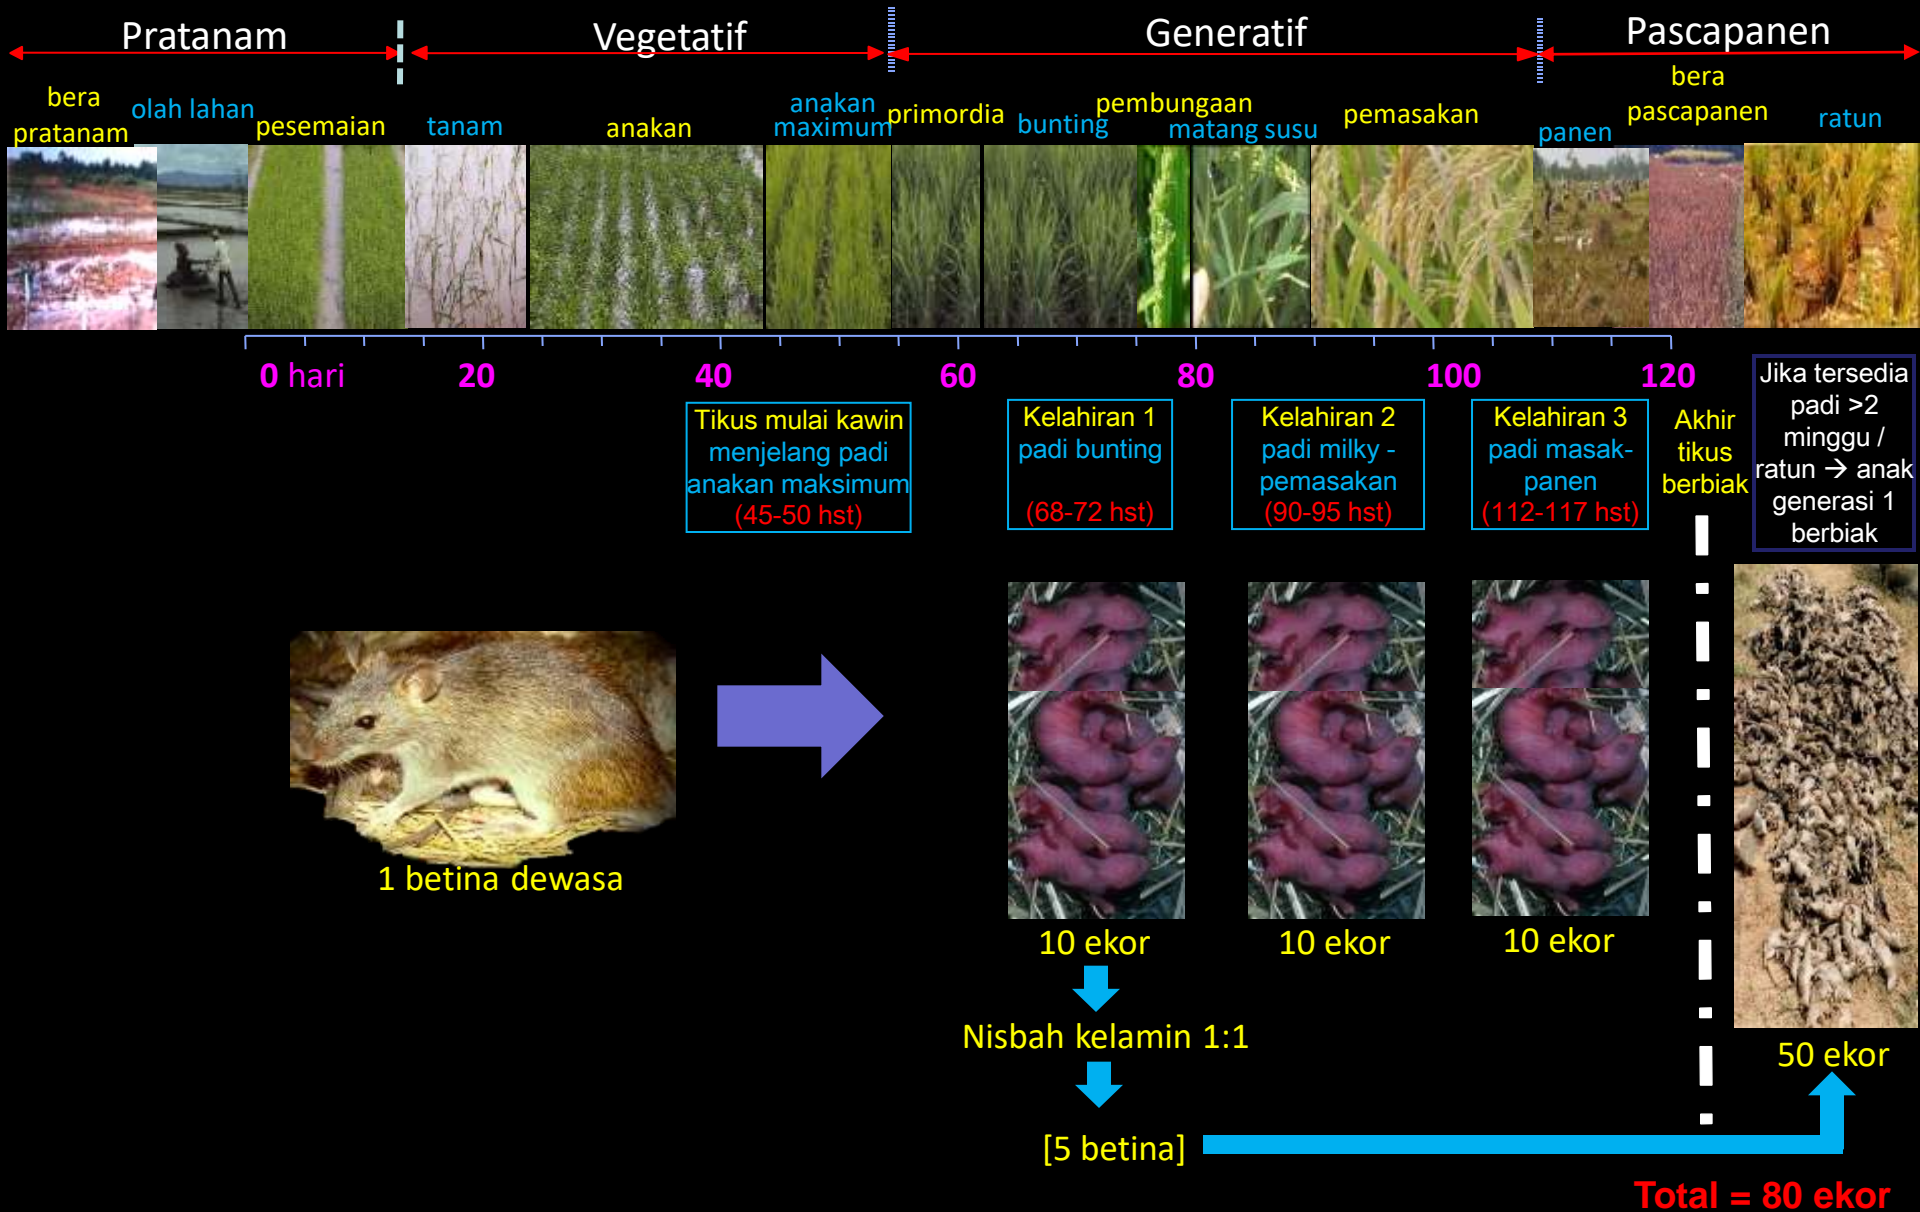 Pratanam
Vegetatif
Generatif
Pascapanen
bera
pratanam
olah lahan
pesemaian
tanam
anakan
anakan
maximum
primordia
bunting
pembungaan
matang susu
pemasakan
panen
bera
pascapanen
ratun
0 hari
20
40
60
80
100
120
Tikus mulai kawin
menjelang padi
anakan maksimum
(45-50 hst)
Kelahiran 1
padi bunting
(68-72 hst)
Kelahiran 2
padi milky -
pemasakan
(90-95 hst)
Kelahiran 3
padi masak-
panen
(112-117 hst)
Akhir
tikus
berbiak
Jika tersedia
padi >2
minggu /
ratun → anak
generasi 1
berbiak
1 betina dewasa
10 ekor
10 ekor
10 ekor
Nisbah kelamin 1:1
[5 betina]
50 ekor
Total = 80 ekor